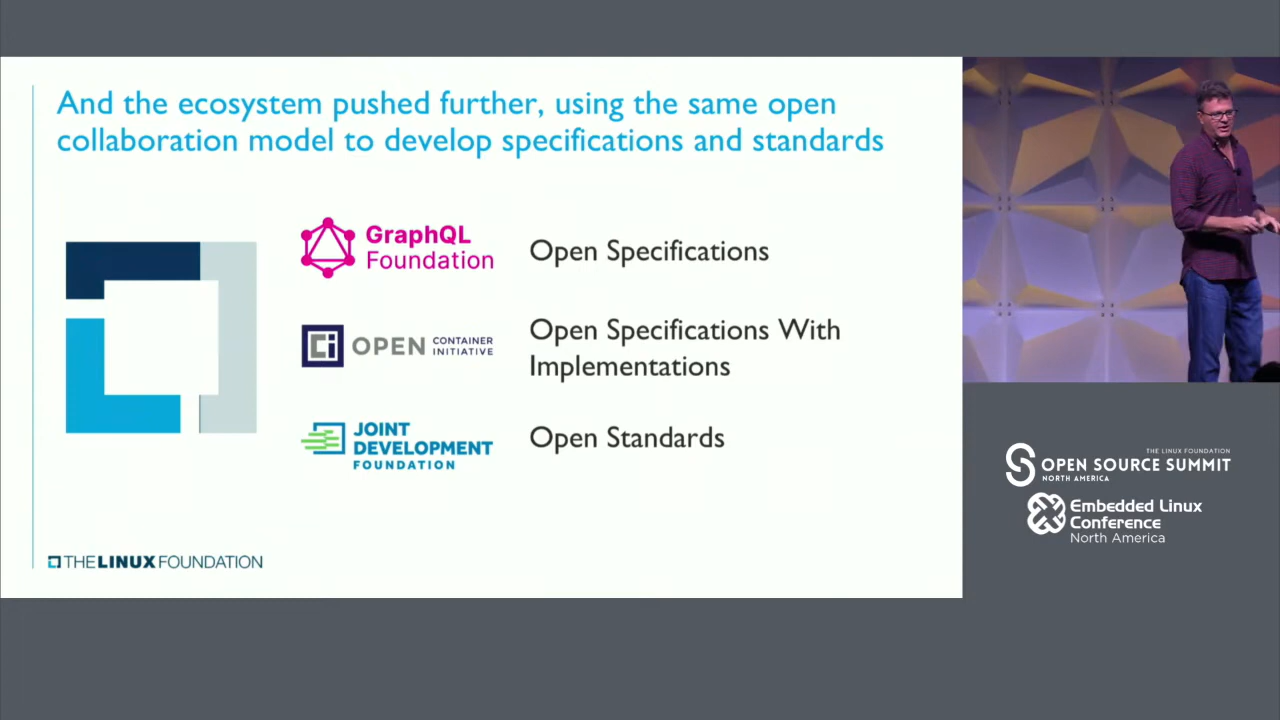 And the ecosystem pushed further, using the same open
collaboration model to develop specifications and standards
GraphQL
Foundation
Open Specifications
Ci OPEN CONTAINER
INITIATIVE
Open Specifications With
Implementations
JOINT
DEVELOPMENT
FOUNDATION
Open Standards
THE LINUX FOUNDATION
THE LINUX FOUNDATION
OPEN SOURCE SUMMIT
NORTH AMERICA
Embedded Linux
Conference
North America